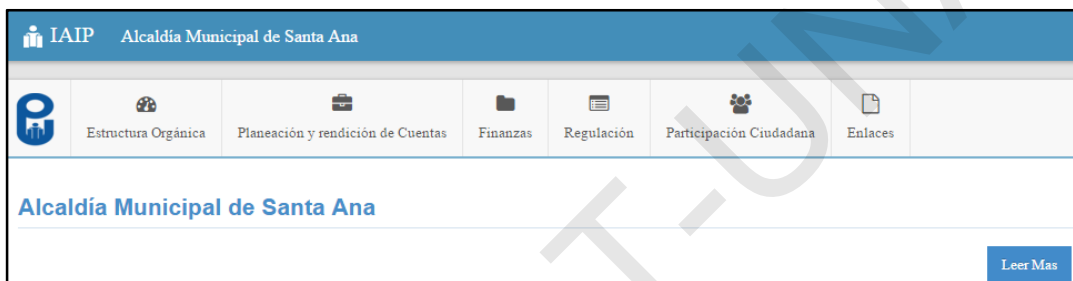 IAIP Alcaldía Municipal de Santa Ana
Estructura Orgánica Planeación y rendición de Cuentas Finanzas Regulación Participación Ciudadana Enlaces
Alcaldía Municipal de Santa Ana
Leer Mas